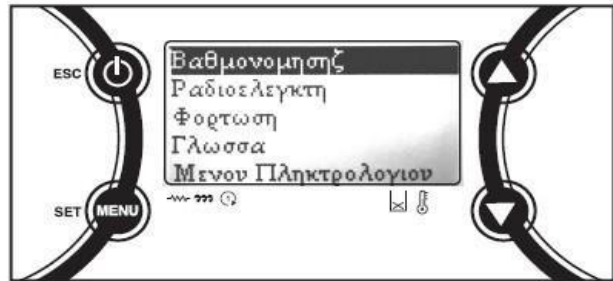 ESC
Βαθμονομησηζ
Ραδιοελεγκτη
Φορτωση
Γλωσσα
Μενου Πληκτρολογιου
SET MENU